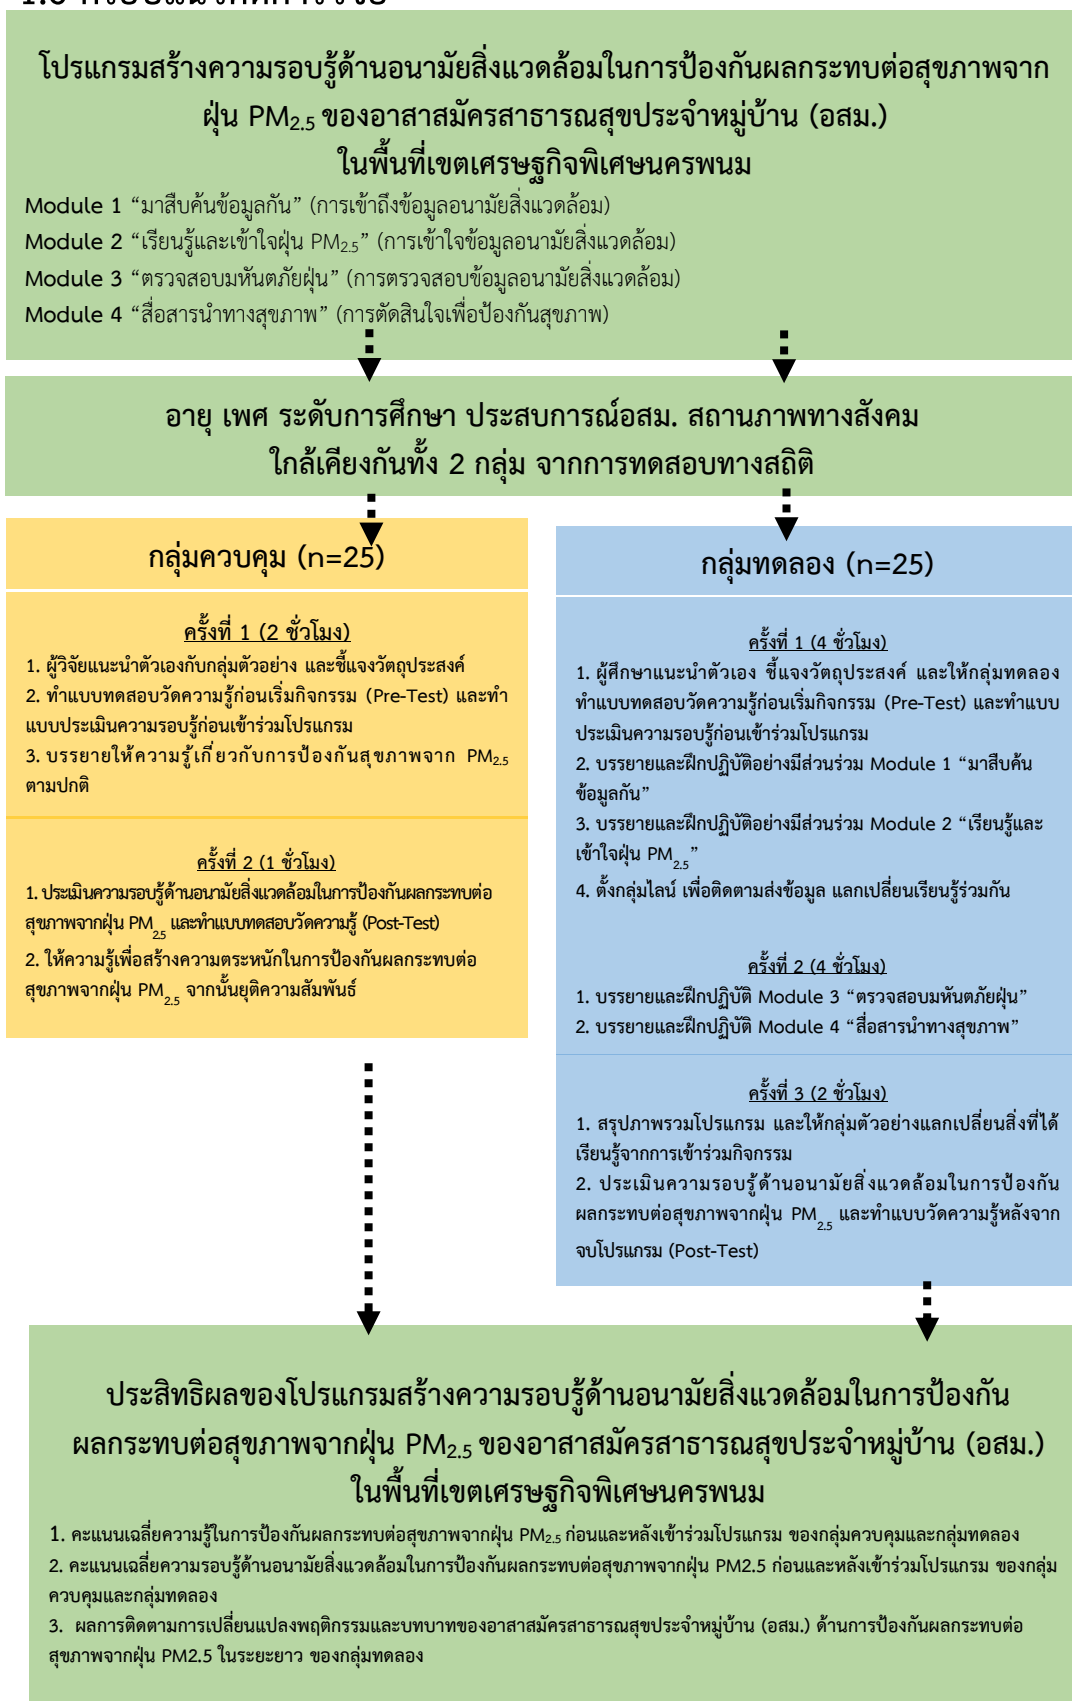 โปรแกรมสร้างความรอบรู้ด้านอนามัยสิ่งแวดล้อมในการป้องกันผลกระทบต่อสุขภาพจาก
ฝุ่น PM2.5 ของอาสาสมัครสาธารณสุขประจำหมู่บ้าน (อสม.)
ในพื้นที่เขตเศรษฐกิจพิเศษนครพนม
Module 1 “มาสืบค้นข้อมูลกัน” (การเข้าถึงข้อมูลอนามัยสิ่งแวดล้อม)
Module 2 “เรียนรู้และเข้าใจฝุ่น PM2.5” (การเข้าใจข้อมูลอนามัยสิ่งแวดล้อม)
Module 3 “ตรวจสอบมหันตภัยฝุ่น” (การตรวจสอบข้อมูลอนามัยสิ่งแวดล้อม)
Module 4 “สื่อสารนำทางสุขภาพ” (การตัดสินใจเพื่อป้องกันสุขภาพ)
อายุ เพศ ระดับการศึกษา ประสบการณ์อสม. สถานภาพทางสังคม
ใกล้เคียงกันทั้ง 2 กลุ่ม จากการทดสอบทางสถิติ
กลุ่มควบคุม (n=25)
ครั้งที่ 1 (2 ชั่วโมง)
1. ผู้วิจัยแนะนำตัวเองกับกลุ่มตัวอย่าง และชี้แจงวัตถุประสงค์
2. ทำแบบทดสอบวัดความรู้ก่อนเริ่มกิจกรรม (Pre-Test) และทำ
แบบประเมินความรอบรู้ก่อนเข้าร่วมโปรแกรม
3. บรรยายให้ความรู้เกี่ยวกับการป้องกันสุขภาพจาก PM2.5
ตามปกติ
ครั้งที่ 2 (1 ชั่วโมง)
1. ประเมินความรอบรู้ด้านอนามัยสิ่งแวดล้อมในการป้องกันผลกระทบต่อ
สุขภาพจากฝุ่น PM2.5 และทำแบบทดสอบวัดความรู้ (Post-Test)
2. ให้ความรู้เพื่อสร้างความตระหนักในการป้องกันผลกระทบต่อ
สุขภาพจากฝุ่น PM2.5 จากนั้นยุติความสัมพันธ์
กลุ่มทดลอง (n=25)
ครั้งที่ 1 (4 ชั่วโมง)
1. ผู้ศึกษาแนะนำตัวเอง ชี้แจงวัตถุประสงค์ และให้กลุ่มทดลอง
ทำแบบทดสอบวัดความรู้ก่อนเริ่มกิจกรรม (Pre-Test) และทำแบบ
ประเมินความรอบรู้ก่อนเข้าร่วมโปรแกรม
2. บรรยายและฝึกปฏิบัติอย่างมีส่วนร่วม Module 1 “มาสืบค้น
ข้อมูลกัน”
3. บรรยายและฝึกปฏิบัติอย่างมีส่วนร่วม Module 2 “เรียนรู้และ
เข้าใจฝุ่น PM2.5”
4. ตั้งกลุ่มไลน์ เพื่อติดตามส่งข้อมูล แลกเปลี่ยนเรียนรู้ร่วมกัน
ครั้งที่ 2 (4 ชั่วโมง)
1. บรรยายและฝึกปฏิบัติ Module 3 “ตรวจสอบมหันตภัยฝุ่น”
2. บรรยายและฝึกปฏิบัติ Module 4 “สื่อสารนำทางสุขภาพ”
ครั้งที่ 3 (2 ชั่วโมง)
1. สรุปภาพรวมโปรแกรม และให้กลุ่มตัวอย่างแลกเปลี่ยนสิ่งที่ได้
เรียนรู้จากการเข้าร่วมกิจกรรม
2. ประเมินความรอบรู้ด้านอนามัยสิ่งแวดล้อมในการป้องกัน
ผลกระทบต่อสุขภาพจากฝุ่น PM2.5 และทำแบบวัดความรู้หลังจาก
จบโปรแกรม (Post-Test)
ประสิทธิผลของโปรแกรมสร้างความรอบรู้ด้านอนามัยสิ่งแวดล้อมในการป้องกัน
ผลกระทบต่อสุขภาพจากฝุ่น PM2.5 ของอาสาสมัครสาธารณสุขประจำหมู่บ้าน (อสม.)
ในพื้นที่เขตเศรษฐกิจพิเศษนครพนม
1. คะแนนเฉลี่ยความรู้ในการป้องกันผลกระทบต่อสุขภาพจากฝุ่น PM2.5 ก่อนและหลังเข้าร่วมโปรแกรม ของกลุ่มควบคุมและกลุ่มทดลอง
2. คะแนนเฉลี่ยความรอบรู้ด้านอนามัยสิ่งแวดล้อมในการป้องกันผลกระทบต่อสุขภาพจากฝุ่น PM2.5 ก่อนและหลังเข้าร่วมโปรแกรม ของกลุ่ม
ควบคุมและกลุ่มทดลอง
3. ผลการติดตามการเปลี่ยนแปลงพฤติกรรมและบทบาทของอาสาสมัครสาธารณสุขประจำหมู่บ้าน (อสม.) ด้านการป้องกันผลกระทบต่อ
สุขภาพจากฝุ่น PM2.5 ในระยะยาว ของกลุ่มทดลอง